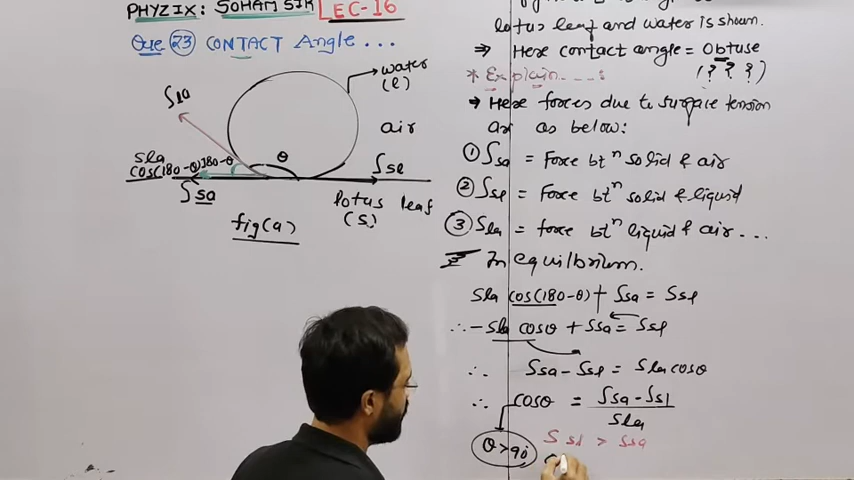 PHYZIX: SOHAM SIR LEC-16
Que 23 CONTACT Angle ...
water
(l)
Sla
air
θ
Sla
cos(180-θ) 180-θ
Ssl
Ssa
lotus leaf
(S)
fig(a)
lotus leaf and water is shown.
⇒ Here contact angle = Obtuse
(???)
* Explain....:
→ Here forces due to surface tension
are as below:
① Ssa = Force btn solid & air
② Ssl = Force btn solid & liquid
③ Sla = force btn liquid & air ...
In equilbrium.
Sla cos(180-θ) + Ssa = Ssl
∴ -Sla cosθ + Ssa = Ssl
∴ Ssa - Ssl = Sla cosθ
∴ cosθ = Ssa - Ssl
Sla
θ > 90 Ssl > Ssa